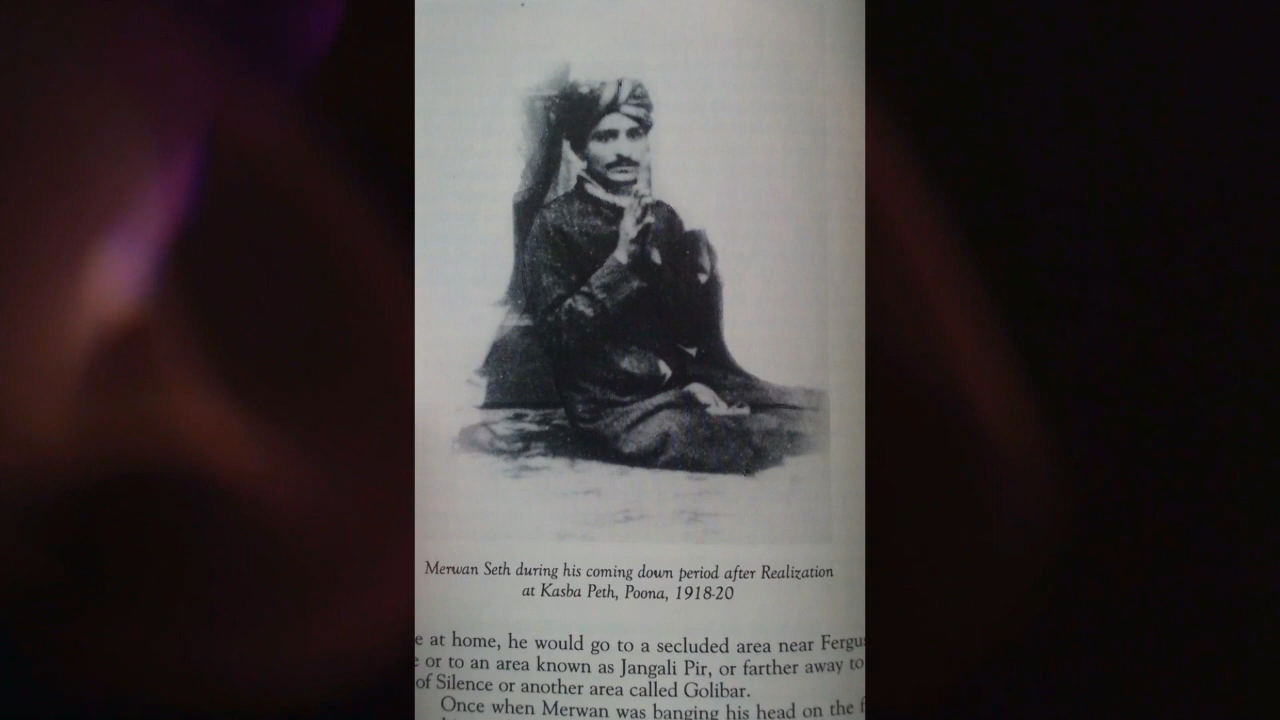 Merwan Seth during his coming down period after Realization
at Kasba Peth, Poona, 1918-20
at home, he would go to a secluded area near
or to an area known as Jangali Pir, or farther away to
of Silence or another area called Golibar.
Once when Merwan was banging his head on the